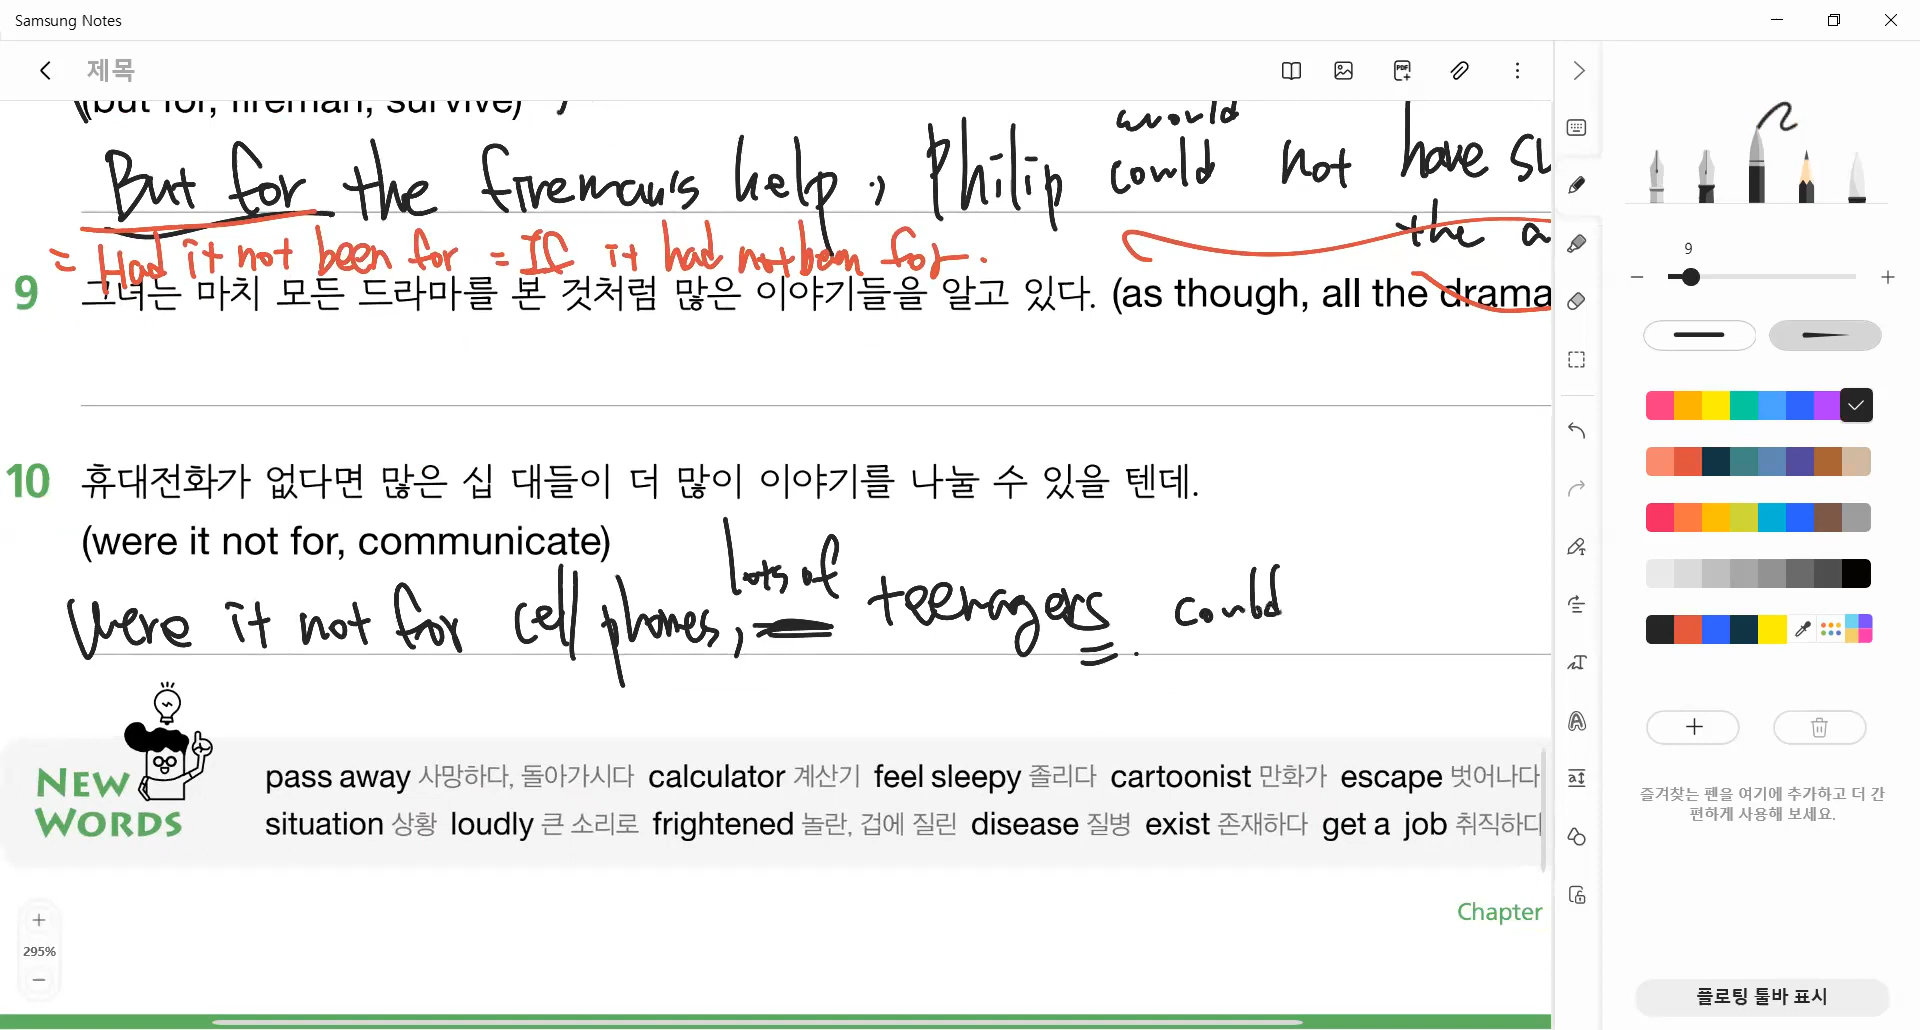 Samsung Notes
제목
(but for, fireman, survive)
would
But for the fireman's help, Philip could not have su
the a
= Had it not been for = If it had not been for.
9 그녀는 마치 모든 드라마를 본 것처럼 많은 이야기들을 알고 있다. (as though, all the drama
10 휴대전화가 없다면 많은 십 대들이 더 많이 이야기를 나눌 수 있을 텐데.
(were it not for, communicate)
lots of
Were it not for cell phones, teenagers could
NEW WORDS
pass away 사망하다, 돌아가시다 calculator 계산기 feel sleepy 졸리다 cartoonist 만화가 escape 벗어나다
situation 상황 loudly 큰 소리로 frightened 놀란, 겁에 질린 disease 질병 exist 존재하다 get a job 취직하다
Chapter
295%
9
즐겨찾는 펜을 여기에 추가하고 더 간
편하게 사용해 보세요.
플로팅 툴바 표시